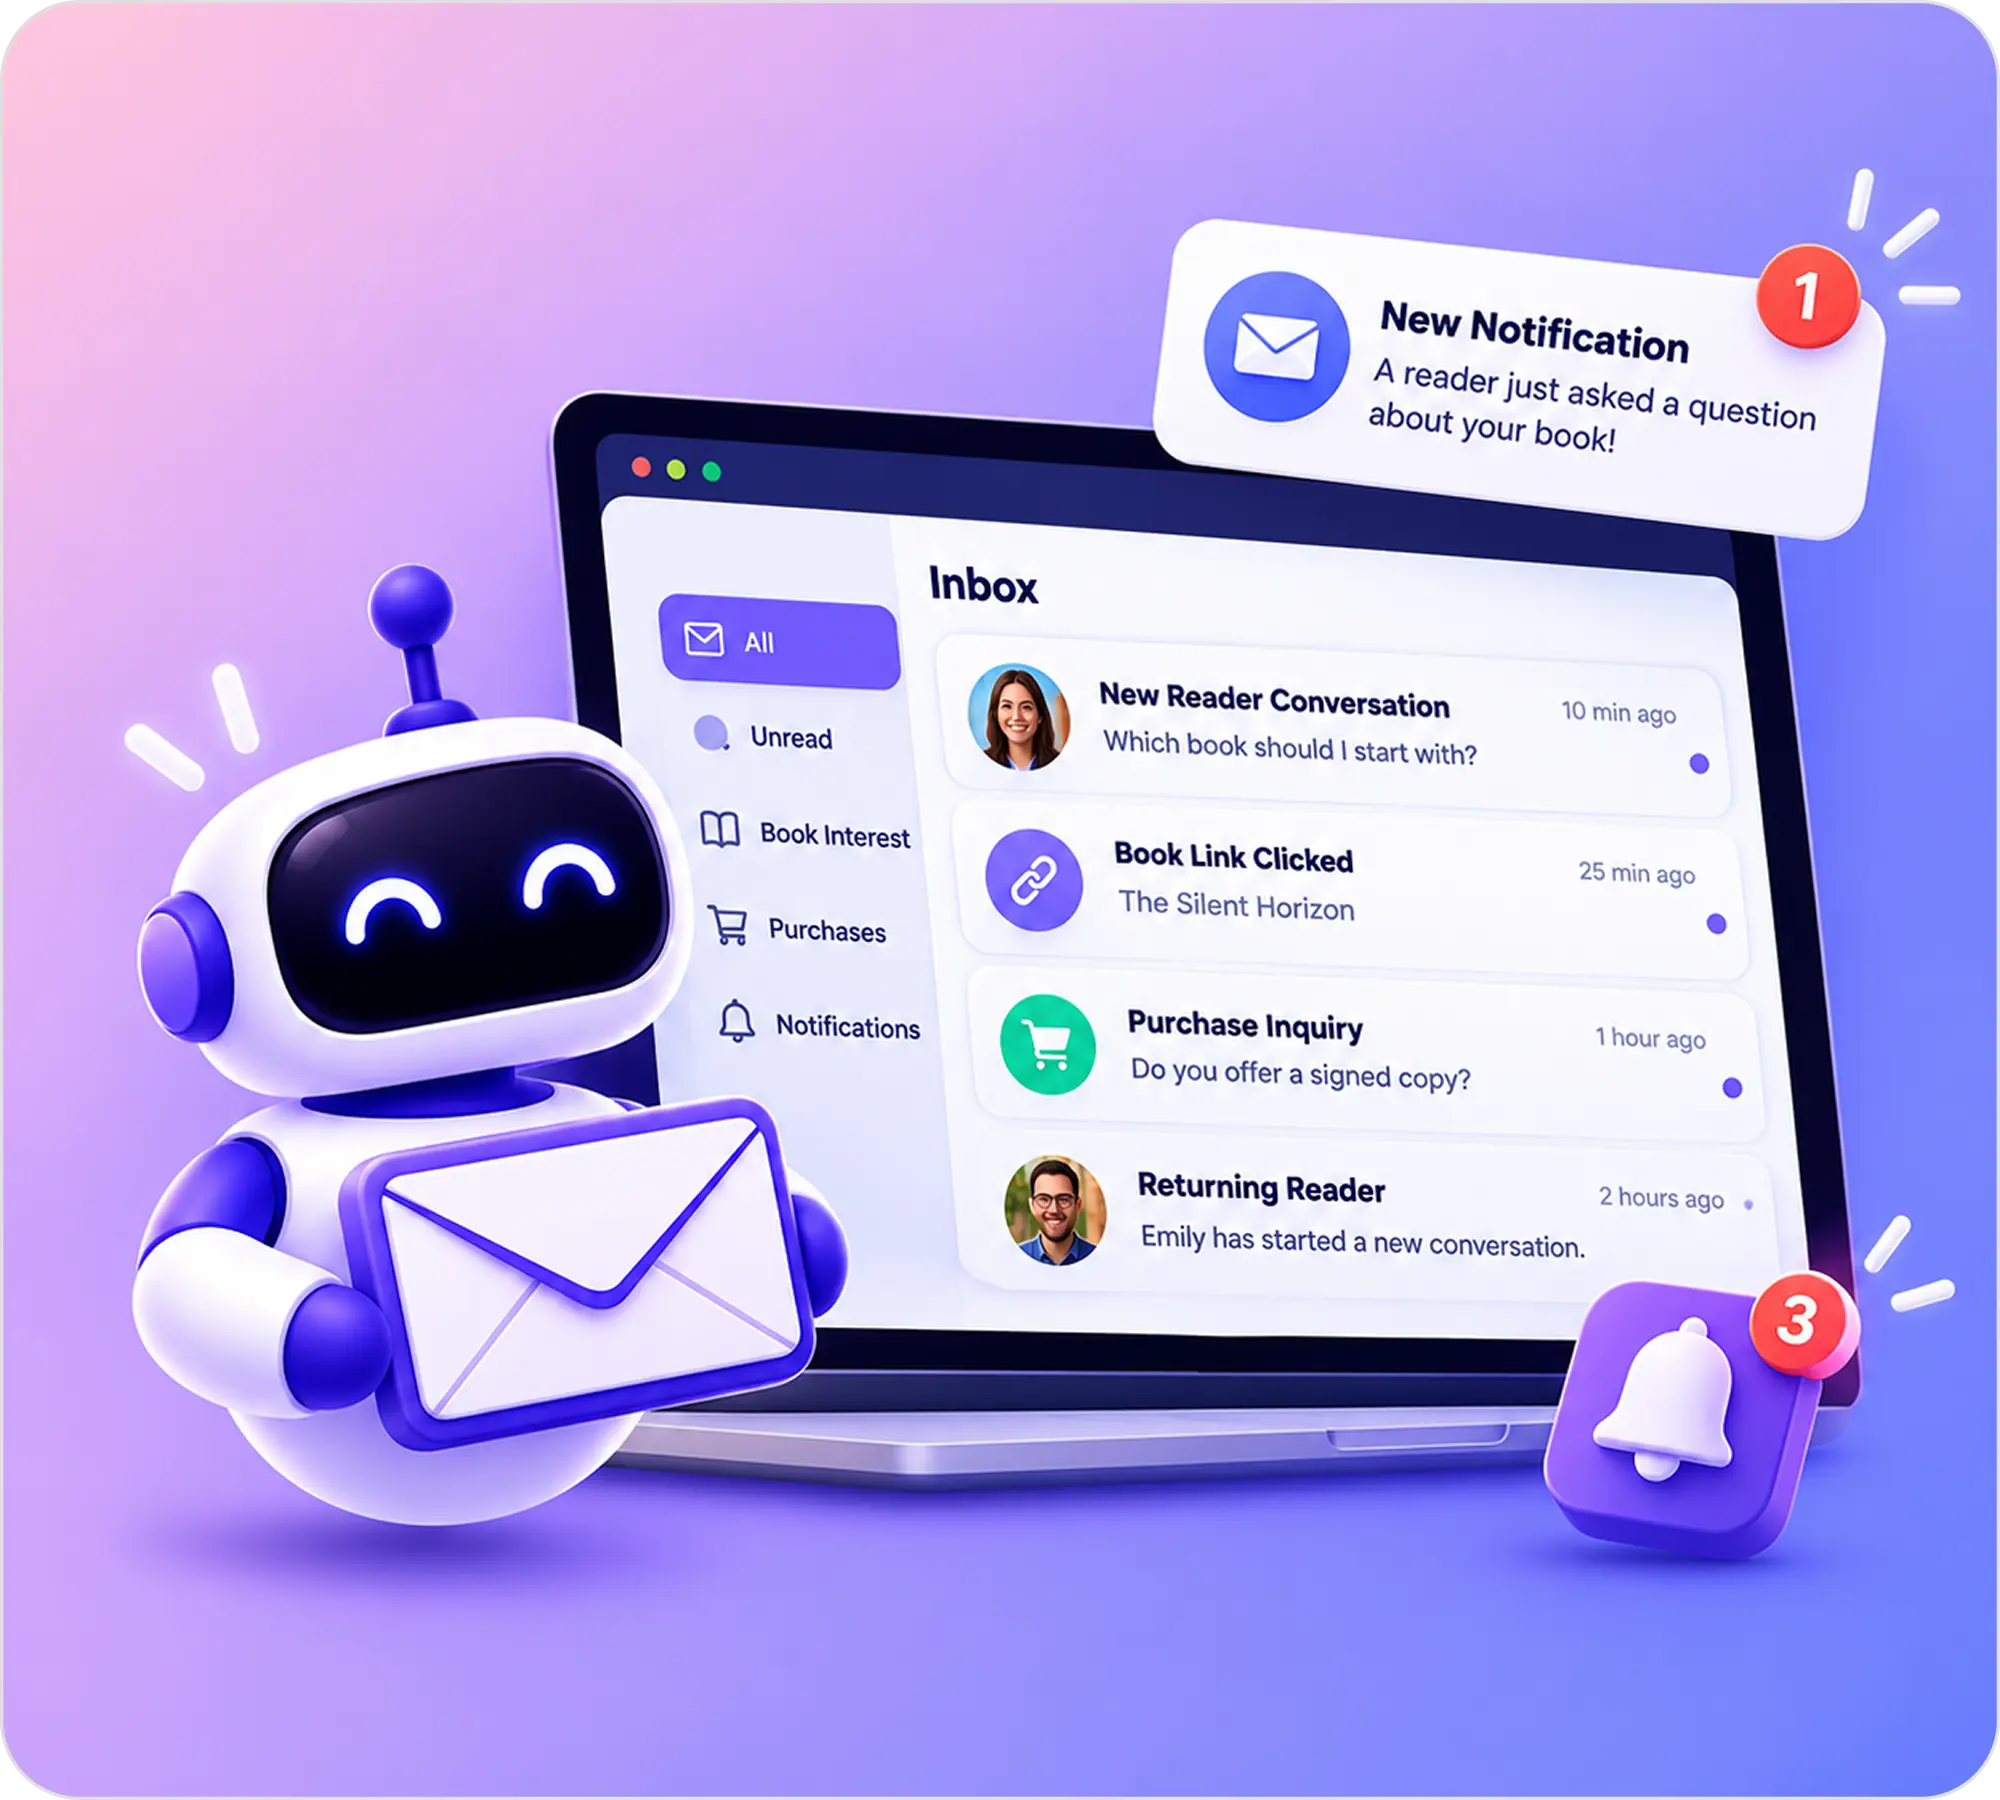 1
New Notification
A reader just asked a question
about your book!
Inbox
All
Unread
Book Interest
Purchases
Notifications
New Reader Conversation
10 min ago
Which book should I start with?
Book Link Clicked
25 min ago
The Silent Horizon
Purchase Inquiry
1 hour ago
Do you offer a signed copy?
Returning Reader
2 hours ago
Emily has started a new conversation.
3